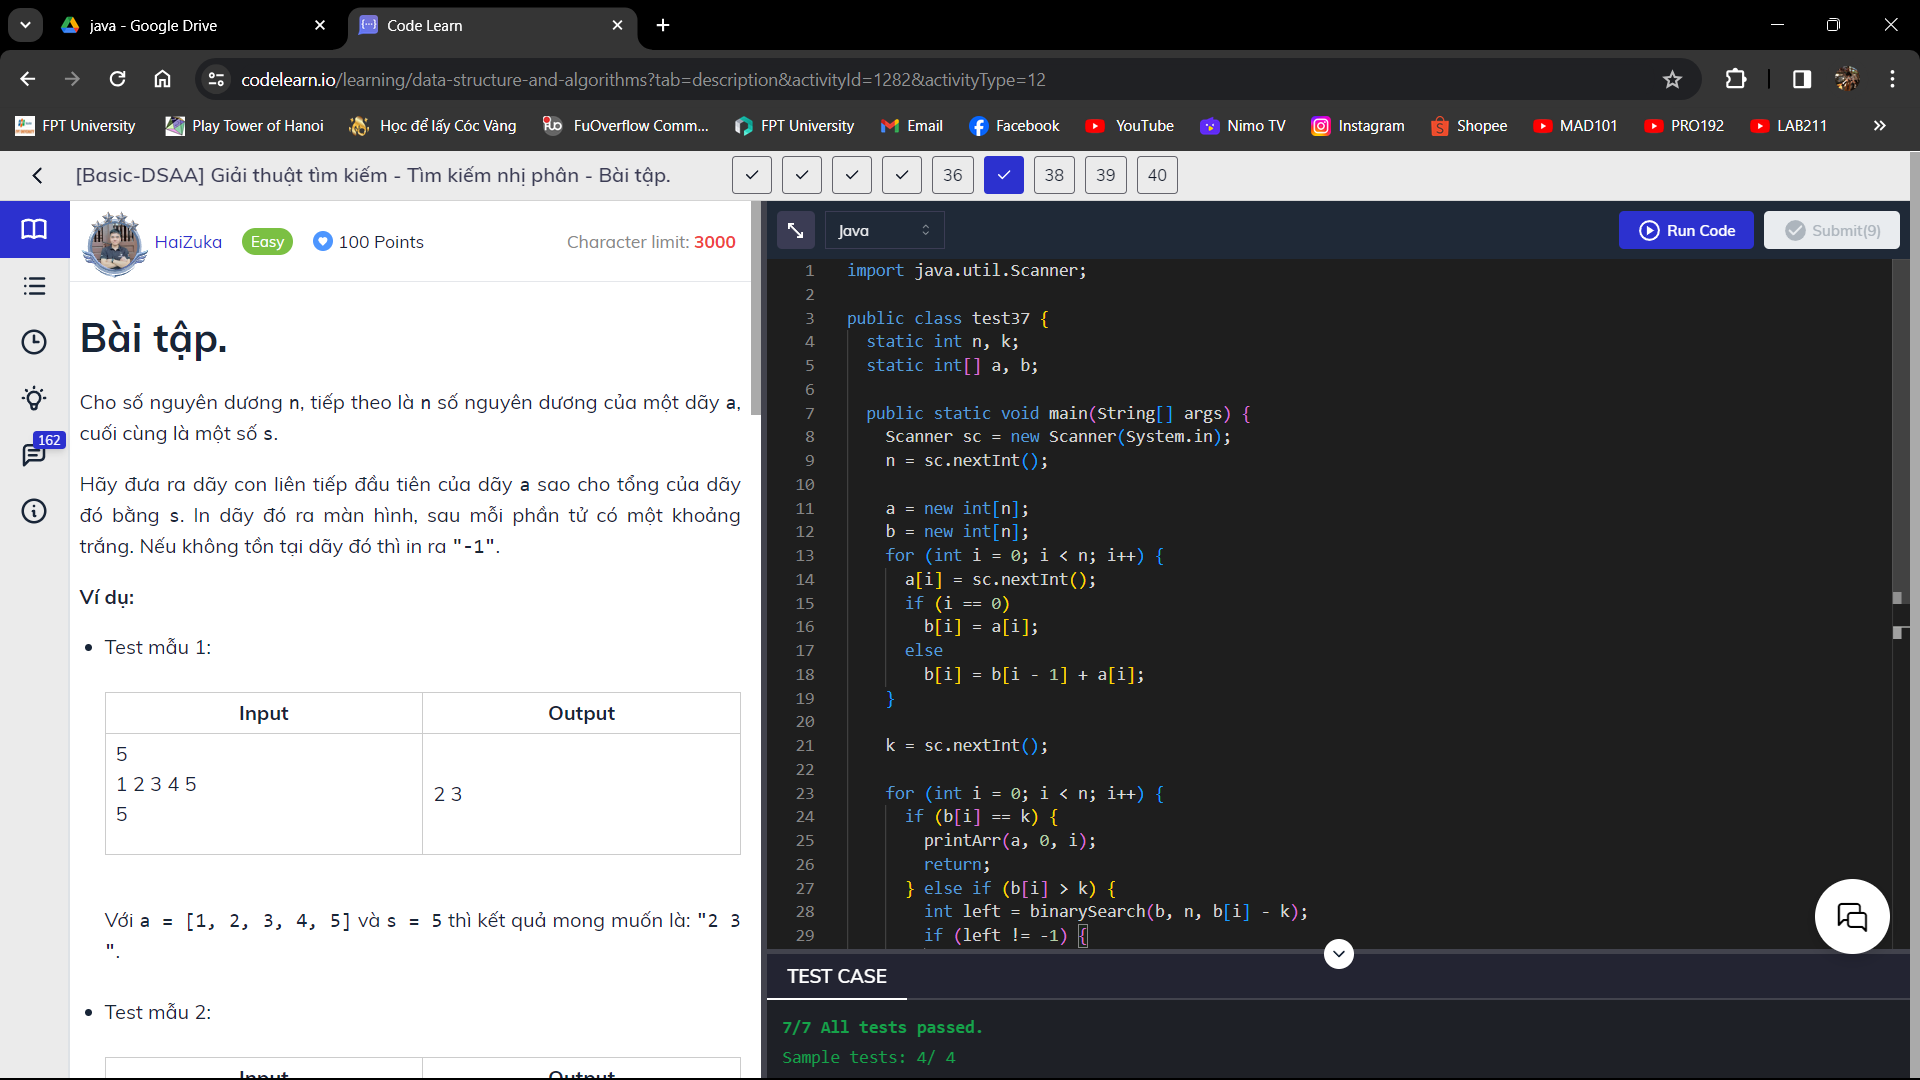 java - Google Drive
Code Learn
codelearn.io/learning/data-structure-and-algorithms?tab=description&activityId=1282&activityType=12
FPT University
Play Tower of Hanoi
Học để lấy Cóc Vàng
FuOverflow Comm...
FPT University
Email
Facebook
YouTube
Nimo TV
Instagram
Shopee
MAD101
PRO192
LAB211
[Basic-DSAA] Giải thuật tìm kiếm - Tìm kiếm nhị phân - Bài tập.
36
38
39
40
HaiZuka
Easy
100 Points
Character limit: 3000
162
Bài tập.
Cho số nguyên dương n, tiếp theo là n số nguyên dương của một dãy a,
cuối cùng là một số s.
Hãy đưa ra dãy con liên tiếp đầu tiên của dãy a sao cho tổng của dãy
đó bằng s. In dãy đó ra màn hình, sau mỗi phần tử có một khoảng
trắng. Nếu không tồn tại dãy đó thì in ra "-1".
Ví dụ:
Test mẫu 1:
Input
Output
5
1 2 3 4 5
5
2 3
Với a = [1, 2, 3, 4, 5] và s = 5 thì kết quả mong muốn là: "2 3
".
Test mẫu 2:
Input
Output
Java
Run Code
Submit(9)
1 import java.util.Scanner;
2
3 public class test37 {
4 static int n, k;
5 static int[] a, b;
6
7 public static void main(String[] args) {
8 Scanner sc = new Scanner(System.in);
9 n = sc.nextInt();
10
11 a = new int[n];
12 b = new int[n];
13 for (int i = 0; i < n; i++) {
14 a[i] = sc.nextInt();
15 if (i == 0)
16 b[i] = a[i];
17 else
18 b[i] = b[i - 1] + a[i];
19 }
20
21 k = sc.nextInt();
22
23 for (int i = 0; i < n; i++) {
24 if (b[i] == k) {
25 printArr(a, 0, i);
26 return;
27 } else if (b[i] > k) {
28 int left = binarySearch(b, n, b[i] - k);
29 if (left != -1) {
TEST CASE
7/7 All tests passed.
Sample tests: 4/ 4